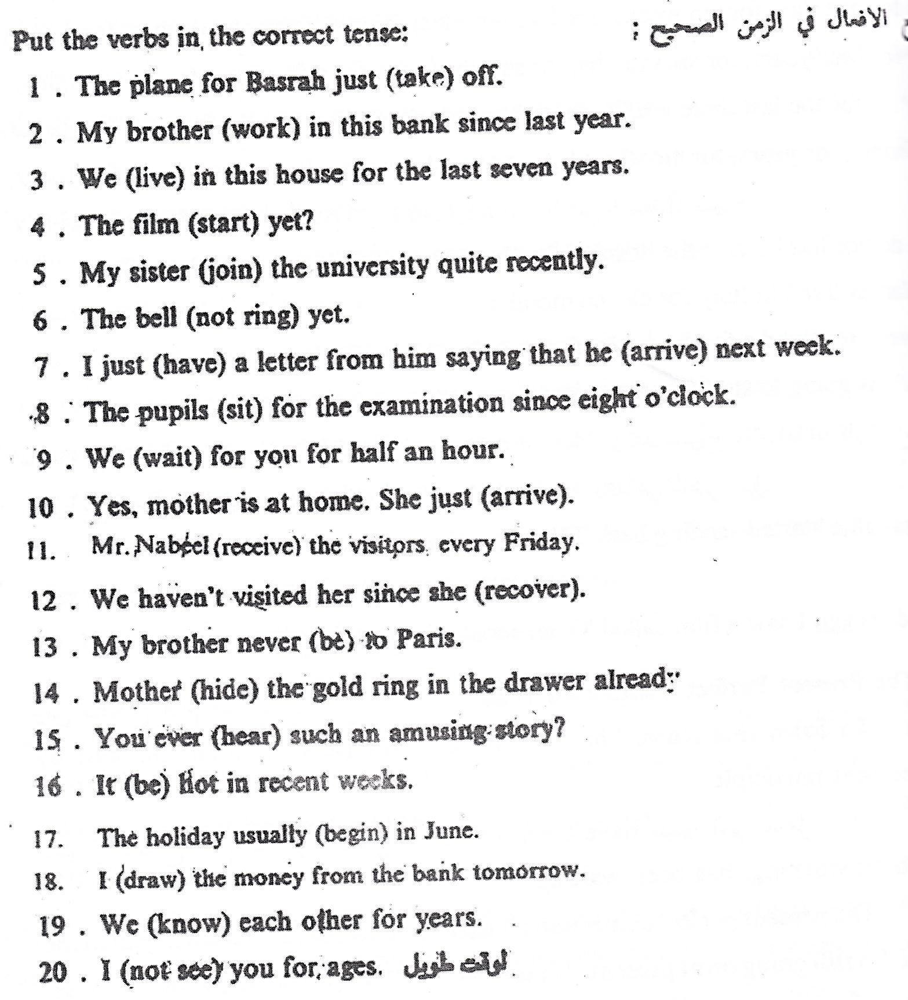 Put the verbs in the correct tense:
الافعال في الزمن الصحيح :
1 . The plane for Basrah just (take) off.
2 . My brother (work) in this bank since last year.
3 . We (live) in this house for the last seven years.
4 . The film (start) yet?
5 . My sister (join) the university quite recently.
6 . The bell (not ring) yet.
7 . I just (have) a letter from him saying that he (arrive) next week.
8 . The pupils (sit) for the examination since eight o'clock.
9 . We (wait) for you for half an hour.
10 . Yes, mother is at home. She just (arrive).
11. Mr. Nabeel (receive) the visitors every Friday.
12 . We haven't visited her since she (recover).
13 . My brother never (be) to Paris.
14 . Mother (hide) the gold ring in the drawer already.
15 . You ever (hear) such an amusing story?
16 . It (be) hot in recent weeks.
17. The holiday usually (begin) in June.
18. I (draw) the money from the bank tomorrow.
19 . We (know) each other for years.
20 . I (not see) you for ages. لوقت طويل